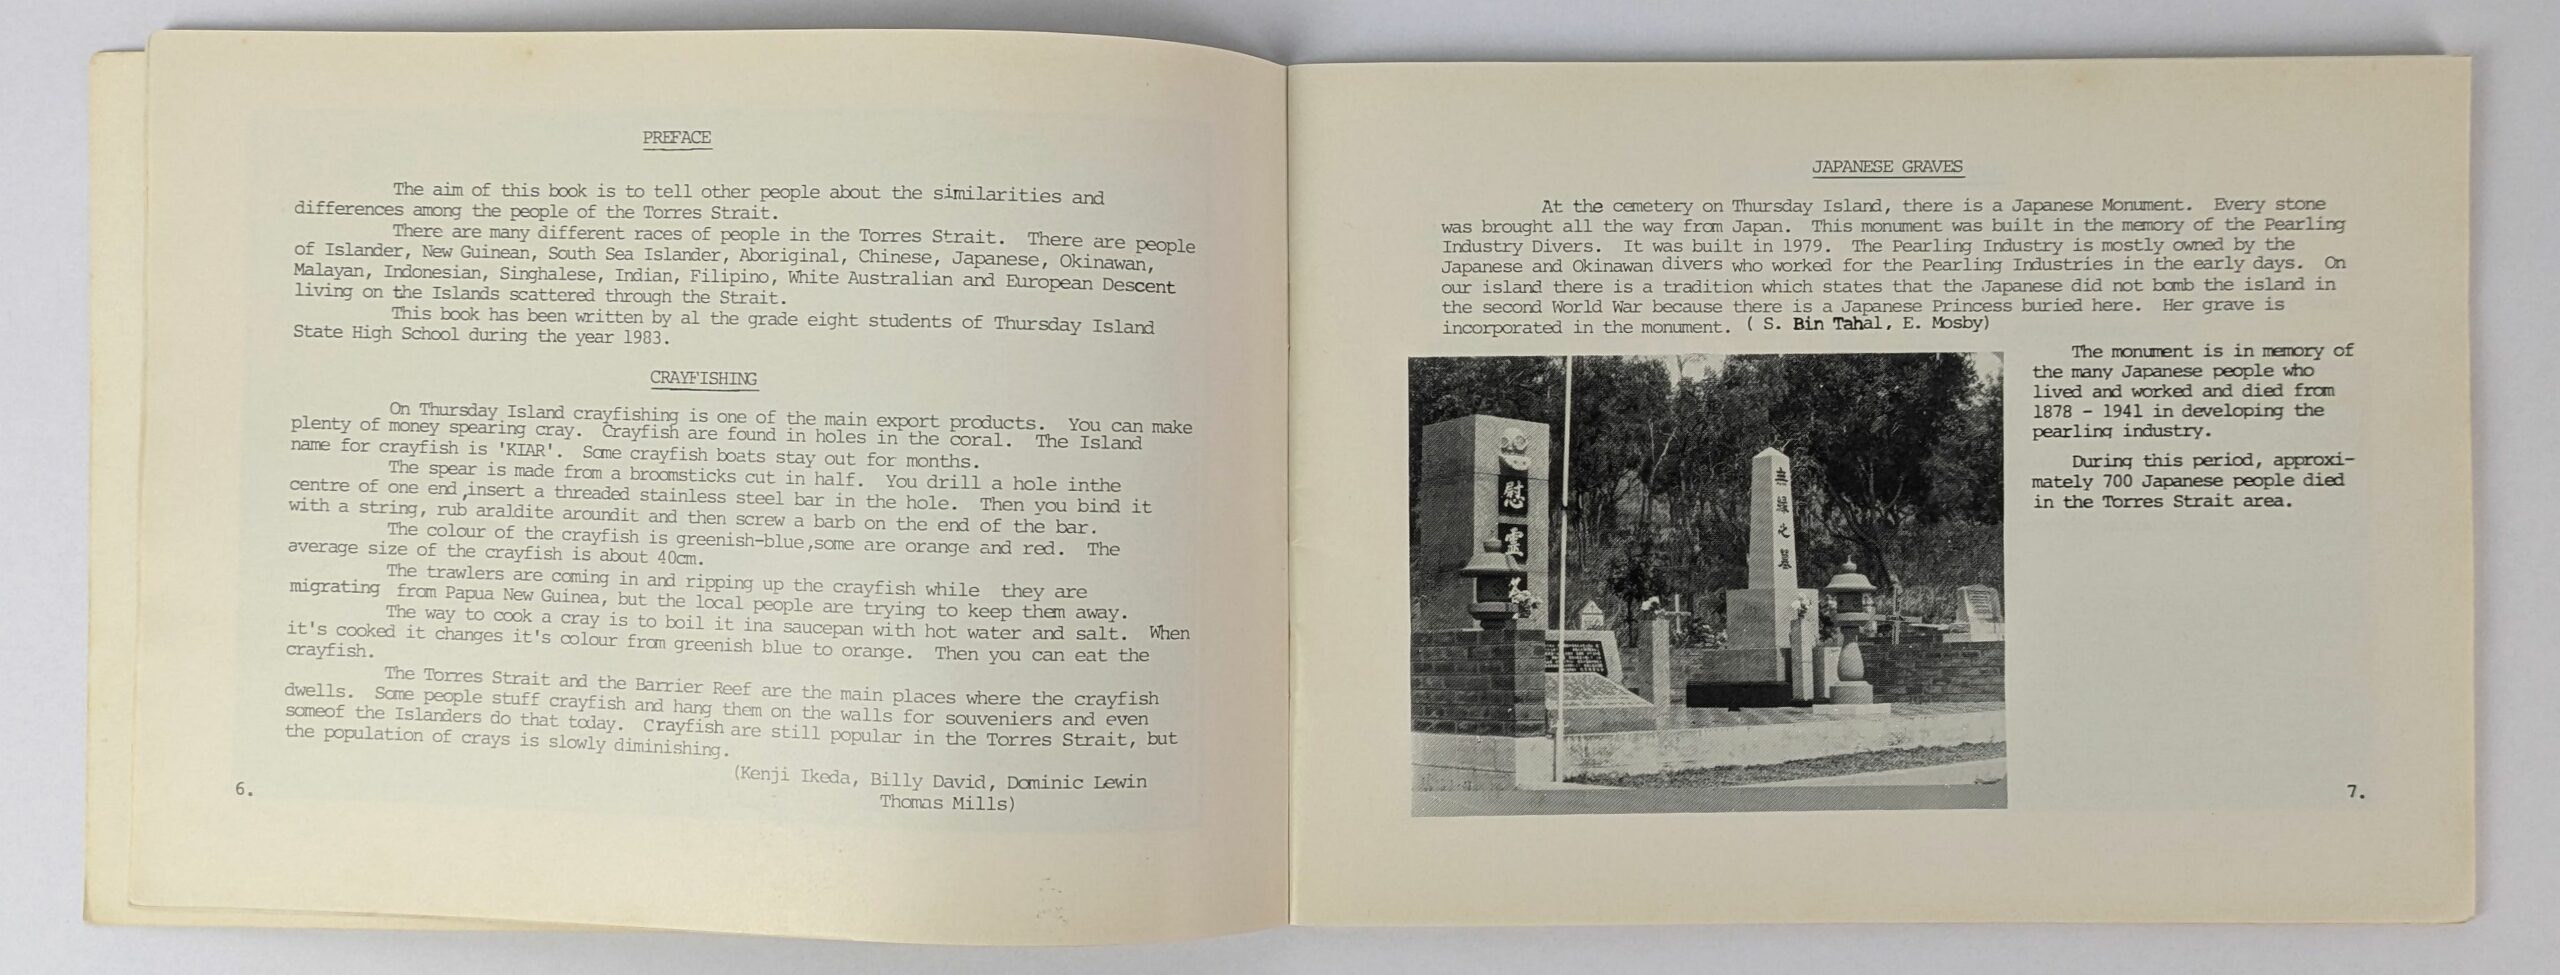 PREFACE
The aim of this book is to tell other people about the similarities and
differences among the people of the Torres Strait.
There are many different races of people in the Torres Strait. There are people
of Islander, New Guinean, South Sea Islander, Aboriginal, Chinese, Japanese, Okinawan,
Malayan, Indonesian, Singhalese, Indian, Filipino, White Australian and European Descent
living on the Islands scattered through the Strait.
This book has been written by al the grade eight students of Thursday Island
State High School during the year 1983.
CRAYFISHING
On Thursday Island crayfishing is one of the main export products. You can make
plenty of money spearing cray. Crayfish are found in holes in the coral. The Island
name for crayfish is 'KIAR'. Some crayfish boats stay out for months.
The spear is made from a broomsticks cut in half. You drill a hole inthe
centre of one end,insert a threaded stainless steel bar in the hole. Then you bind it
with a string, rub araldite aroundit and then screw a barb on the end of the bar.
The colour of the crayfish is greenish-blue,some are orange and red. The
average size of the crayfish is about 40cm.
The trawlers are coming in and ripping up the crayfish while they are
migrating from Papua New Guinea, but the local people are trying to keep them away.
The way to cook a cray is to boil it ina saucepan with hot water and salt. When
it's cooked it changes it's colour from greenish blue to orange. Then you can eat the
crayfish.
The Torres Strait and the Barrier Reef are the main places where the crayfish
dwells. Some people stuff crayfish and hang them on the walls for souveniers and even
someof the Islanders do that today. Crayfish are still popular in the Torres Strait, but
the population of crays is slowly diminishing.
(Kenji Ikeda, Billy David, Dominic Lewin
Thomas Mills)
6.
JAPANESE GRAVES
At the cemetery on Thursday Island, there is a Japanese Monument. Every stone
was brought all the way from Japan. This monument was built in the memory of the Pearling
Industry Divers. It was built in 1979. The Pearling Industry is mostly owned by the
Japanese and Okinawan divers who worked for the Pearling Industries in the early days. On
our island there is a tradition which states that the Japanese did not bomb the island in
the second World War because there is a Japanese Princess buried here. Her grave is
incorporated in the monument. ( S. Bin Tahal, E. Mosby)
The monument is in memory of
the many Japanese people who
lived and worked and died from
1878 - 1941 in developing the
pearling industry.
During this period, approxi-
mately 700 Japanese people died
in the Torres Strait area.
慰霊
無縁之墓
7.